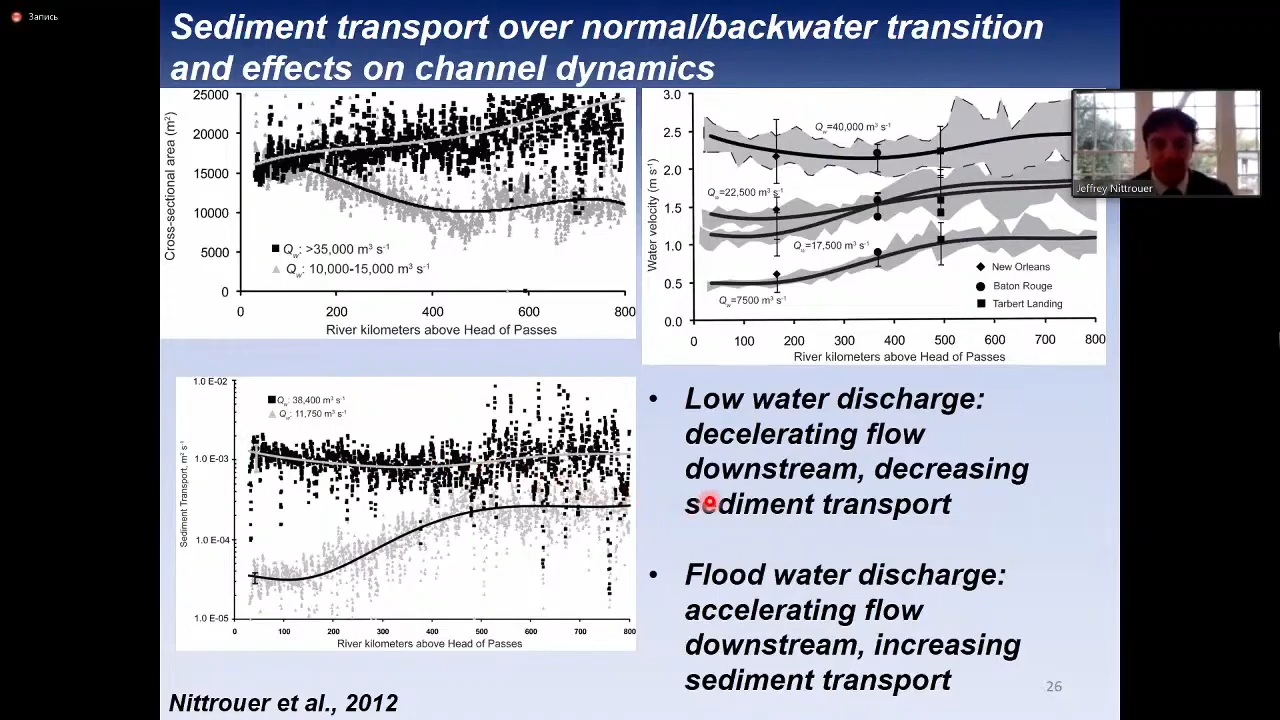 Запись
Sediment transport over normal/backwater transition
and effects on channel dynamics
25000
20000
15000
10000
5000
0
Cross-sectional area (m²)
■ Qw: >35,000 m³ s⁻¹
▲ Qw: 10,000-15,000 m³ s⁻¹
0 200 400 600 800
River kilometers above Head of Passes
3.0
2.5
2.0
1.5
1.0
0.5
0.0
Water velocity (m s⁻¹)
Qw=40,000 m³ s⁻¹
Qw=22,500 m³ s⁻¹
Qw=17,500 m³ s⁻¹
Qw=7500 m³ s⁻¹
◆ New Orleans
● Baton Rouge
■ Tarbert Landing
0 100 200 300 400 500 600 700 800
River kilometers above Head of Passes
Jeffrey Nittrouer
1.0 E-02
1.0 E-03
1.0 E-04
1.0 E-05
Sediment Transport, m² s⁻¹
■ Qw: 38,400 m³ s⁻¹
▲ Qw: 11,750 m³ s⁻¹
0 100 200 300 400 500 600 700 800
River kilometers above Head of Passes
• Low water discharge:
decelerating flow
downstream, decreasing
sediment transport
• Flood water discharge:
accelerating flow
downstream, increasing
sediment transport
26
Nittrouer et al., 2012